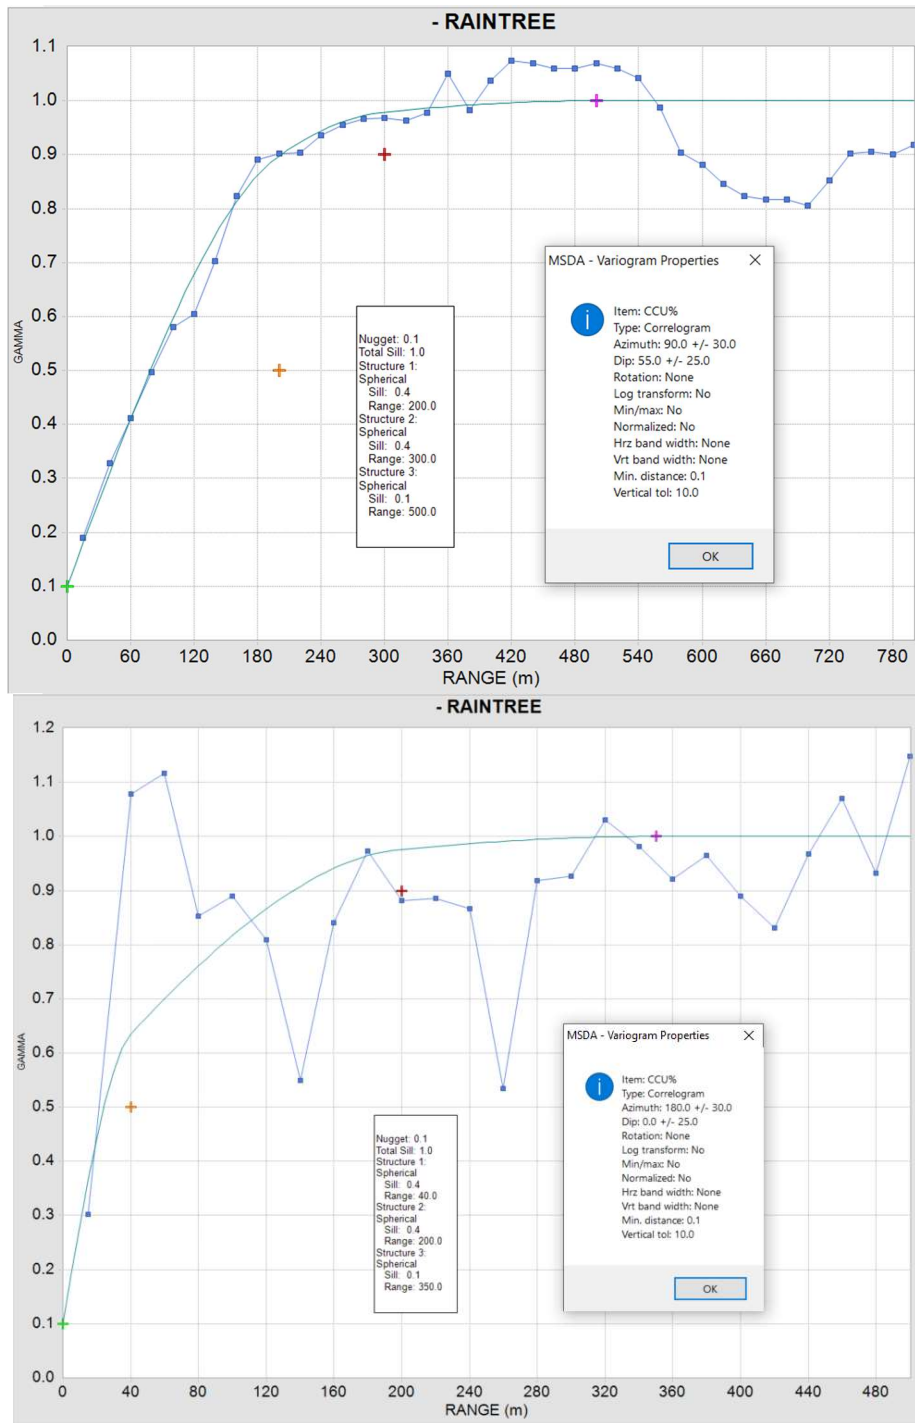 - RAINTREE
1.1
1.0
0.9
0.8
0.7
0.6
0.5
0.4
0.3
0.2
0.1
0.0
GAMMA
Nugget: 0.1
Total Sill: 1.0
Structure 1:
Spherical
Sill: 0.4
Range: 200.0
Structure 2:
Spherical
Sill: 0.4
Range: 300.0
Structure 3:
Spherical
Sill: 0.1
Range: 500.0
MSDA - Variogram Properties
Item: CCU%
Type: Correlogram
Azimuth: 90.0 +/- 30.0
Dip: 55.0 +/- 25.0
Rotation: None
Log transform: No
Min/max: No
Normalized: No
Hrz band width: None
Vrt band width: None
Min. distance: 0.1
Vertical tol: 10.0
OK
0 60 120 180 240 300 360 420 480 540 600 660 720 780
RANGE (m)
- RAINTREE
1.2
1.1
1.0
0.9
0.8
0.7
0.6
0.5
0.4
0.3
0.2
0.1
0.0
GAMMA
Nugget: 0.1
Total Sill: 1.0
Structure 1:
Spherical
Sill: 0.4
Range: 40.0
Structure 2:
Spherical
Sill: 0.4
Range: 200.0
Structure 3:
Spherical
Sill: 0.1
Range: 350.0
MSDA - Variogram Properties
Item: CCU%
Type: Correlogram
Azimuth: 180.0 +/- 30.0
Dip: 0.0 +/- 25.0
Rotation: None
Log transform: No
Min/max: No
Normalized: No
Hrz band width: None
Vrt band width: None
Min. distance: 0.1
Vertical tol: 10.0
OK
0 40 80 120 160 200 240 280 320 360 400 440 480
RANGE (m)